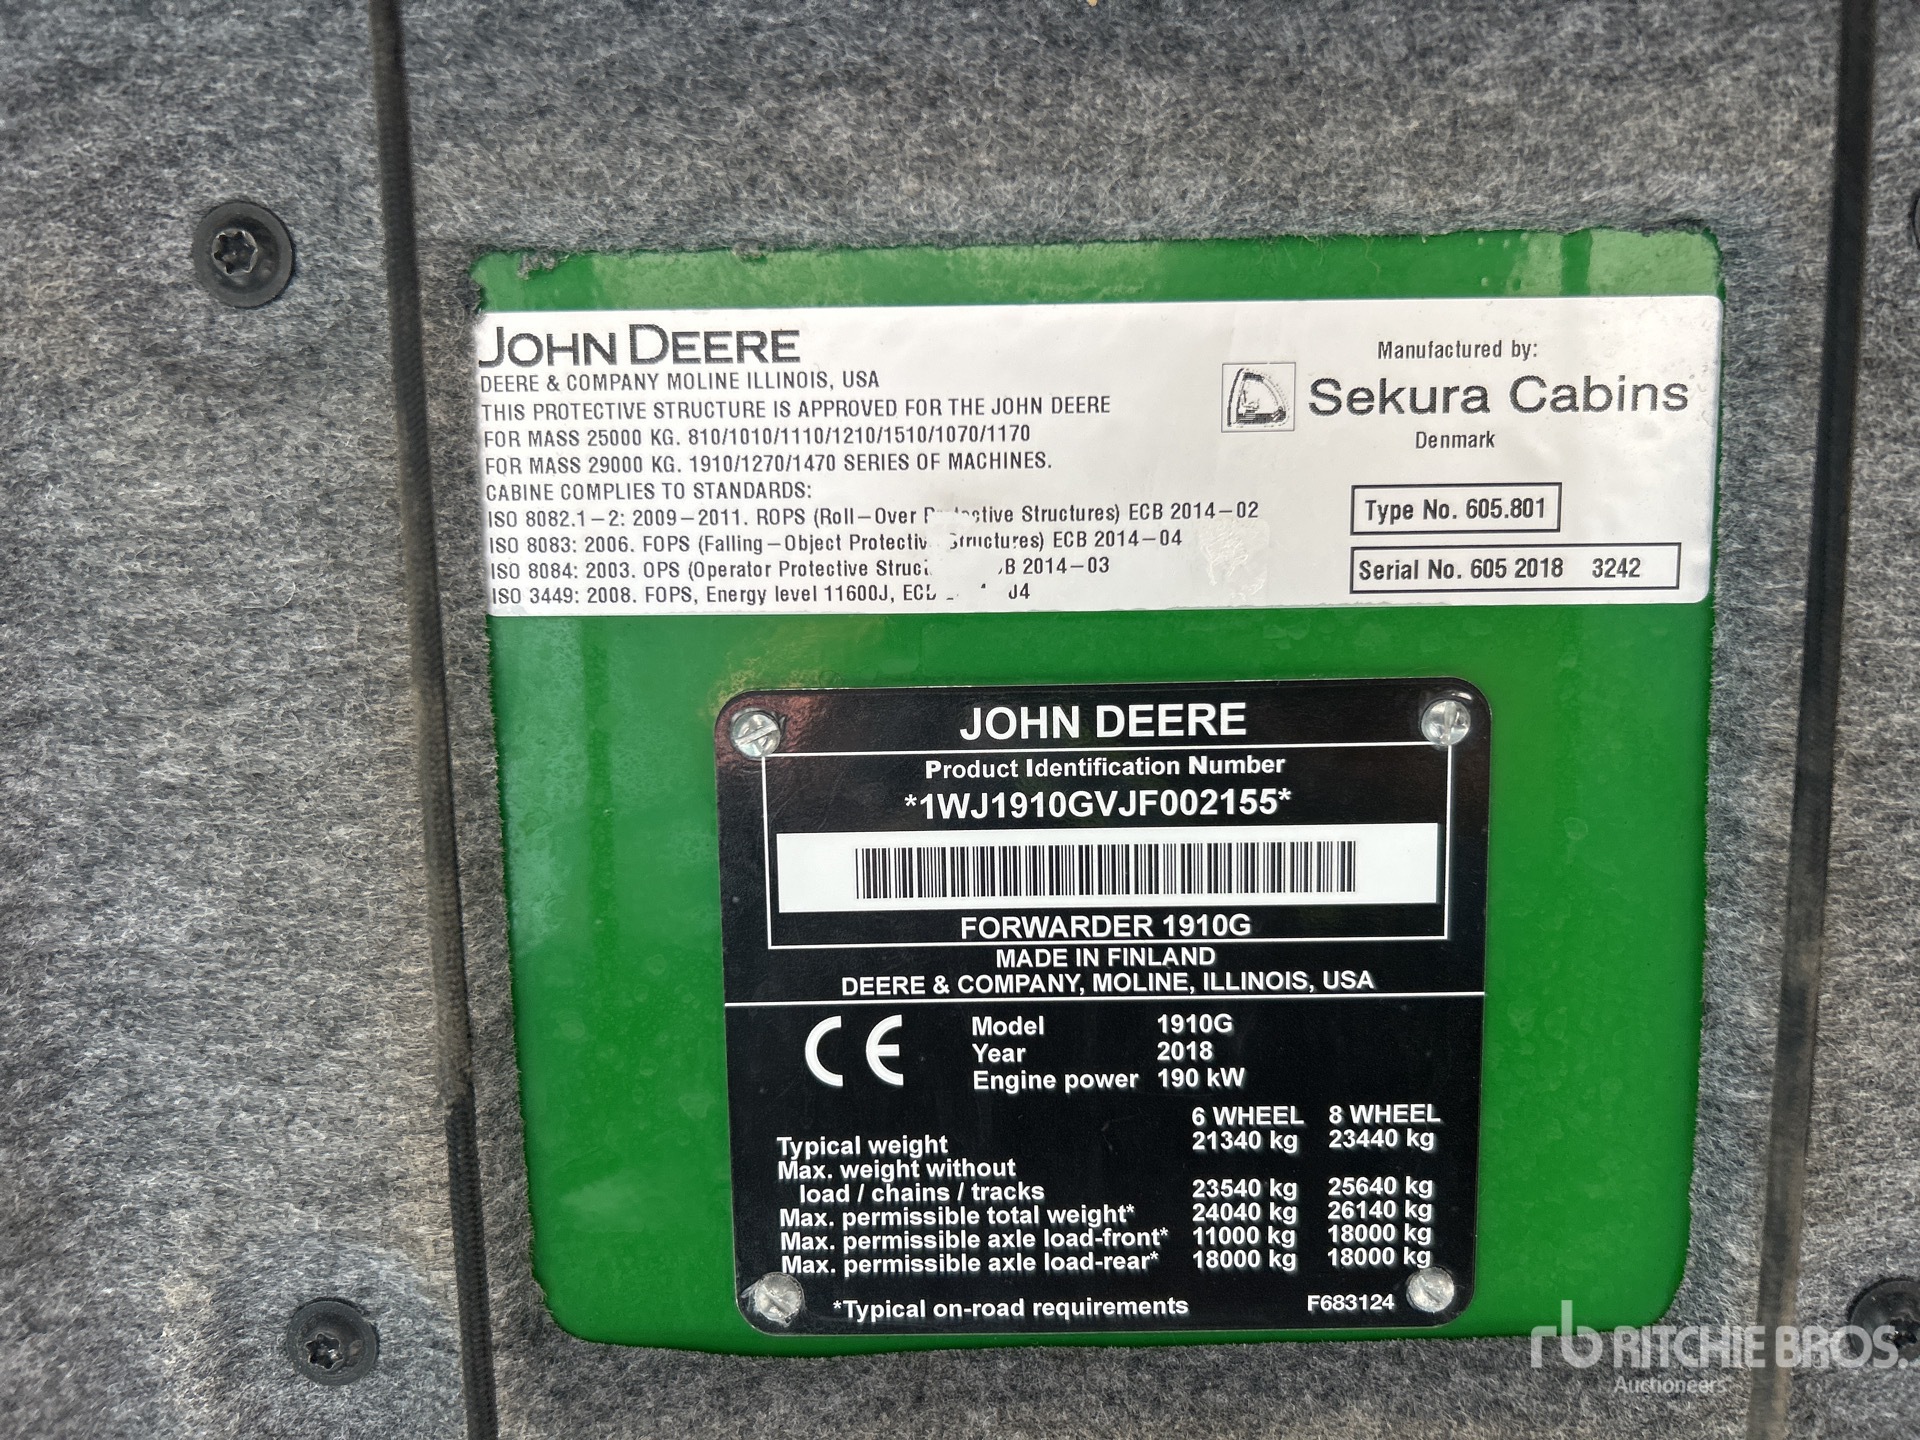 JOHN DEERE
DEERE & COMPANY MOLINE ILLINOIS, USA
THIS PROTECTIVE STRUCTURE IS APPROVED FOR THE JOHN DEERE
FOR MASS 25000 KG. 810/1010/1110/1210/1510/1070/1170
FOR MASS 29000 KG. 1910/1270/1470 SERIES OF MACHINES.
CABINE COMPLIES TO STANDARDS:
ISO 8082.1-2: 2009-2011. ROPS (Roll-Over Structures) ECB 2014-02
ISO 8083: 2006. FOPS (Falling-Object Structures) ECB 2014-04
ISO 8084: 2003. OPS (Operator Protective 2014-03
ISO 3449: 2008. FOPS, Energy level 11600J,
Manufactured by:
Sekura Cabins
Denmark
Type No. 605.801
Serial No. 605 2018 3242
JOHN DEERE
Product Identification Number
*1WJ1910GVJF002155*
FORWARDER 1910G
MADE IN FINLAND
DEERE & COMPANY, MOLINE, ILLINOIS, USA
CE
Model 1910G
Year 2018
Engine power 190 kW
6 WHEEL 8 WHEEL
Typical weight 21340 kg 23440 kg
Max. weight without
load / chains / tracks 23540 kg 25640 kg
Max. permissible total weight* 24040 kg 26140 kg
Max. permissible axle load-front* 11000 kg 18000 kg
Max. permissible axle load-rear* 18000 kg 18000 kg
*Typical on-road requirements F683124
rb RITCHIE BROS.
Auctioneers